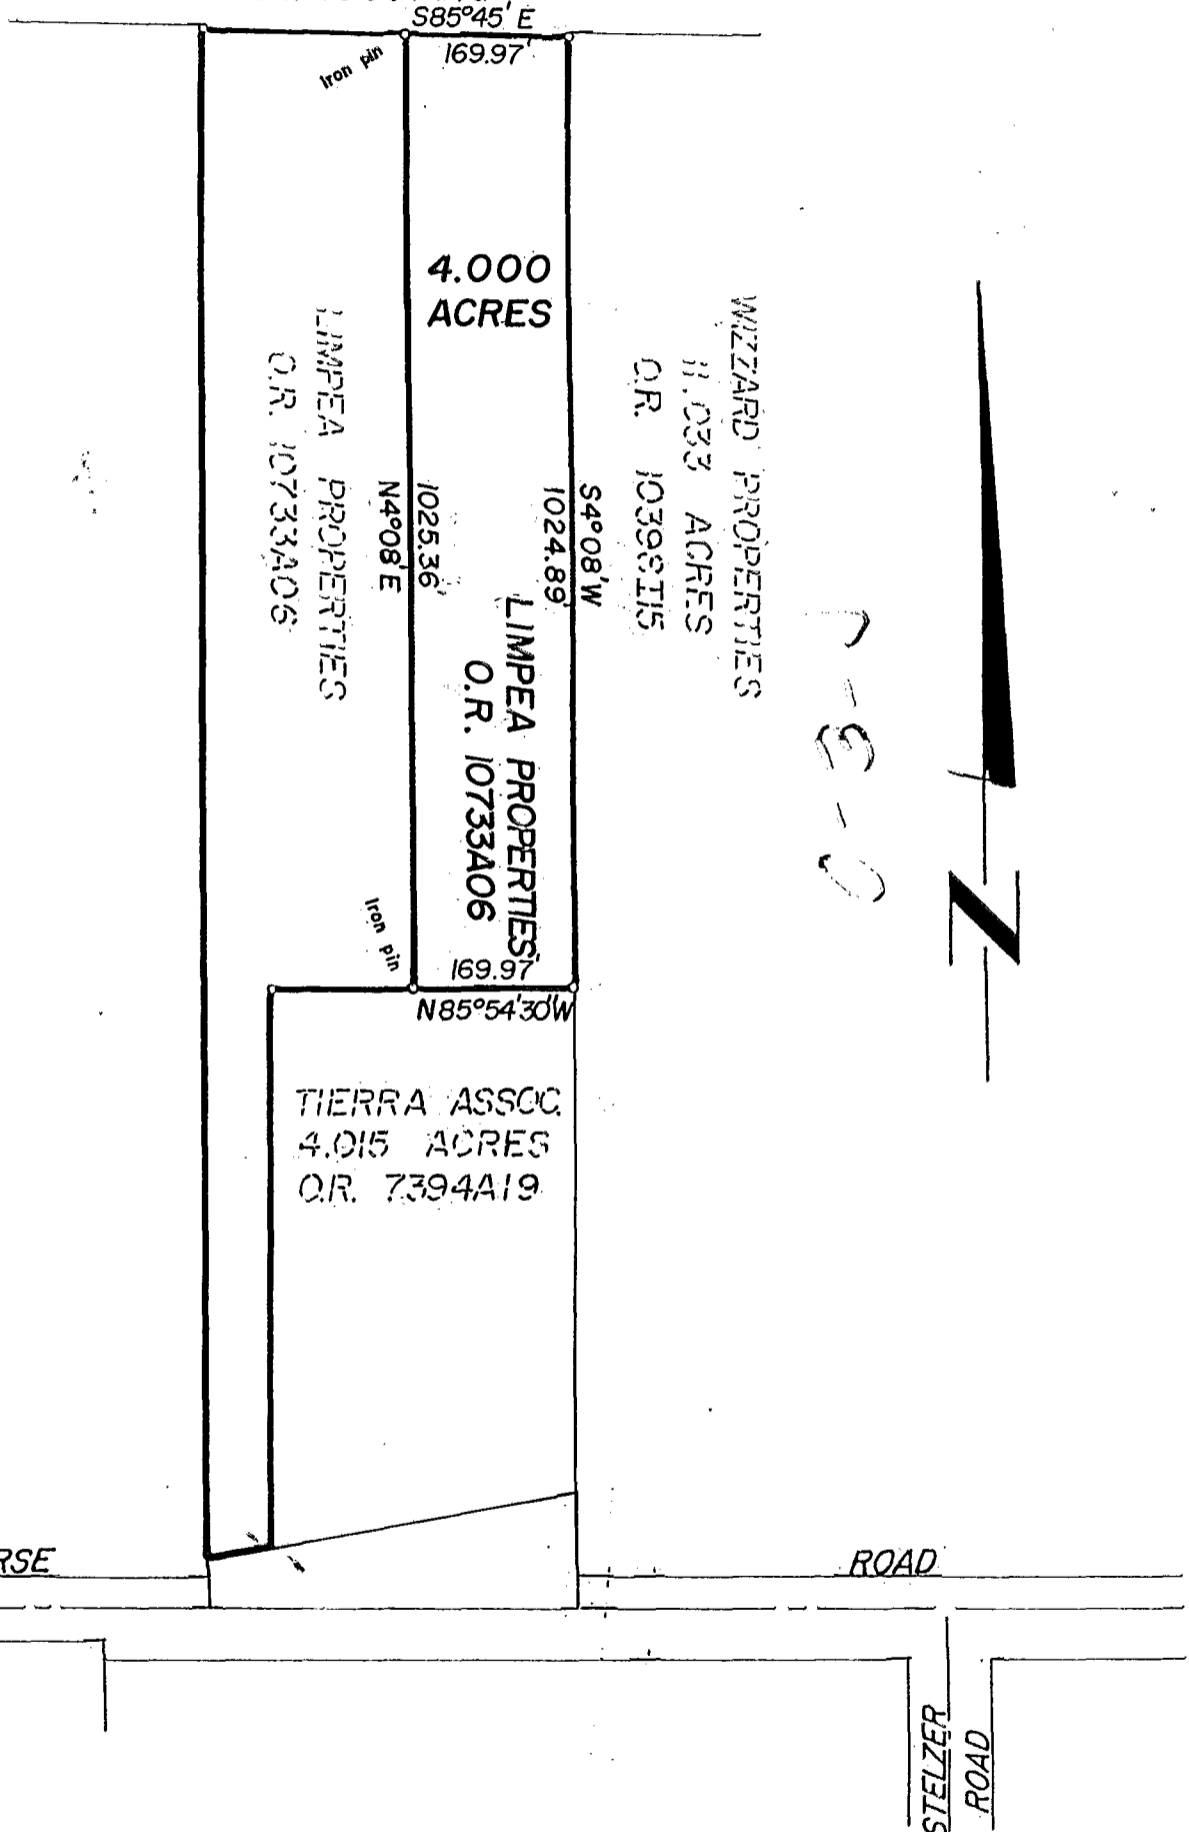 S85°45' E
169.97'
Iron pin
4.000
ACRES
WIZZARD PROPERTIES
11.033 ACRES
O.R.
LIMPEA PROPERTIES
O.R. 10733A06
S4°08'W
1024.89'
1025.36'
N4°08'E
LIMPEA PROPERTIES
O.R. 10733A06
C-3-7
N
Iron pin
169.97'
N85°54'30"W
TIERRA ASSOC.
4.015 ACRES
O.R. 7394A19
RSE
ROAD
STELZER
ROAD